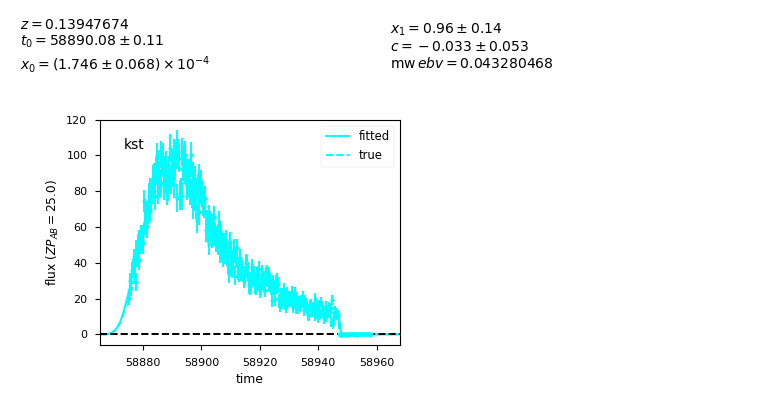 z = 0.13947674
t0 = 58890.08 ± 0.11
x0 = (1.746 ± 0.068) × 10^−4
x1 = 0.96 ± 0.14
c = −0.033 ± 0.053
mw ebv = 0.043280468
120
100
80
60
40
20
0
flux (ZP_AB = 25.0)
kst
fitted
true
58880 58900 58920 58940 58960
time